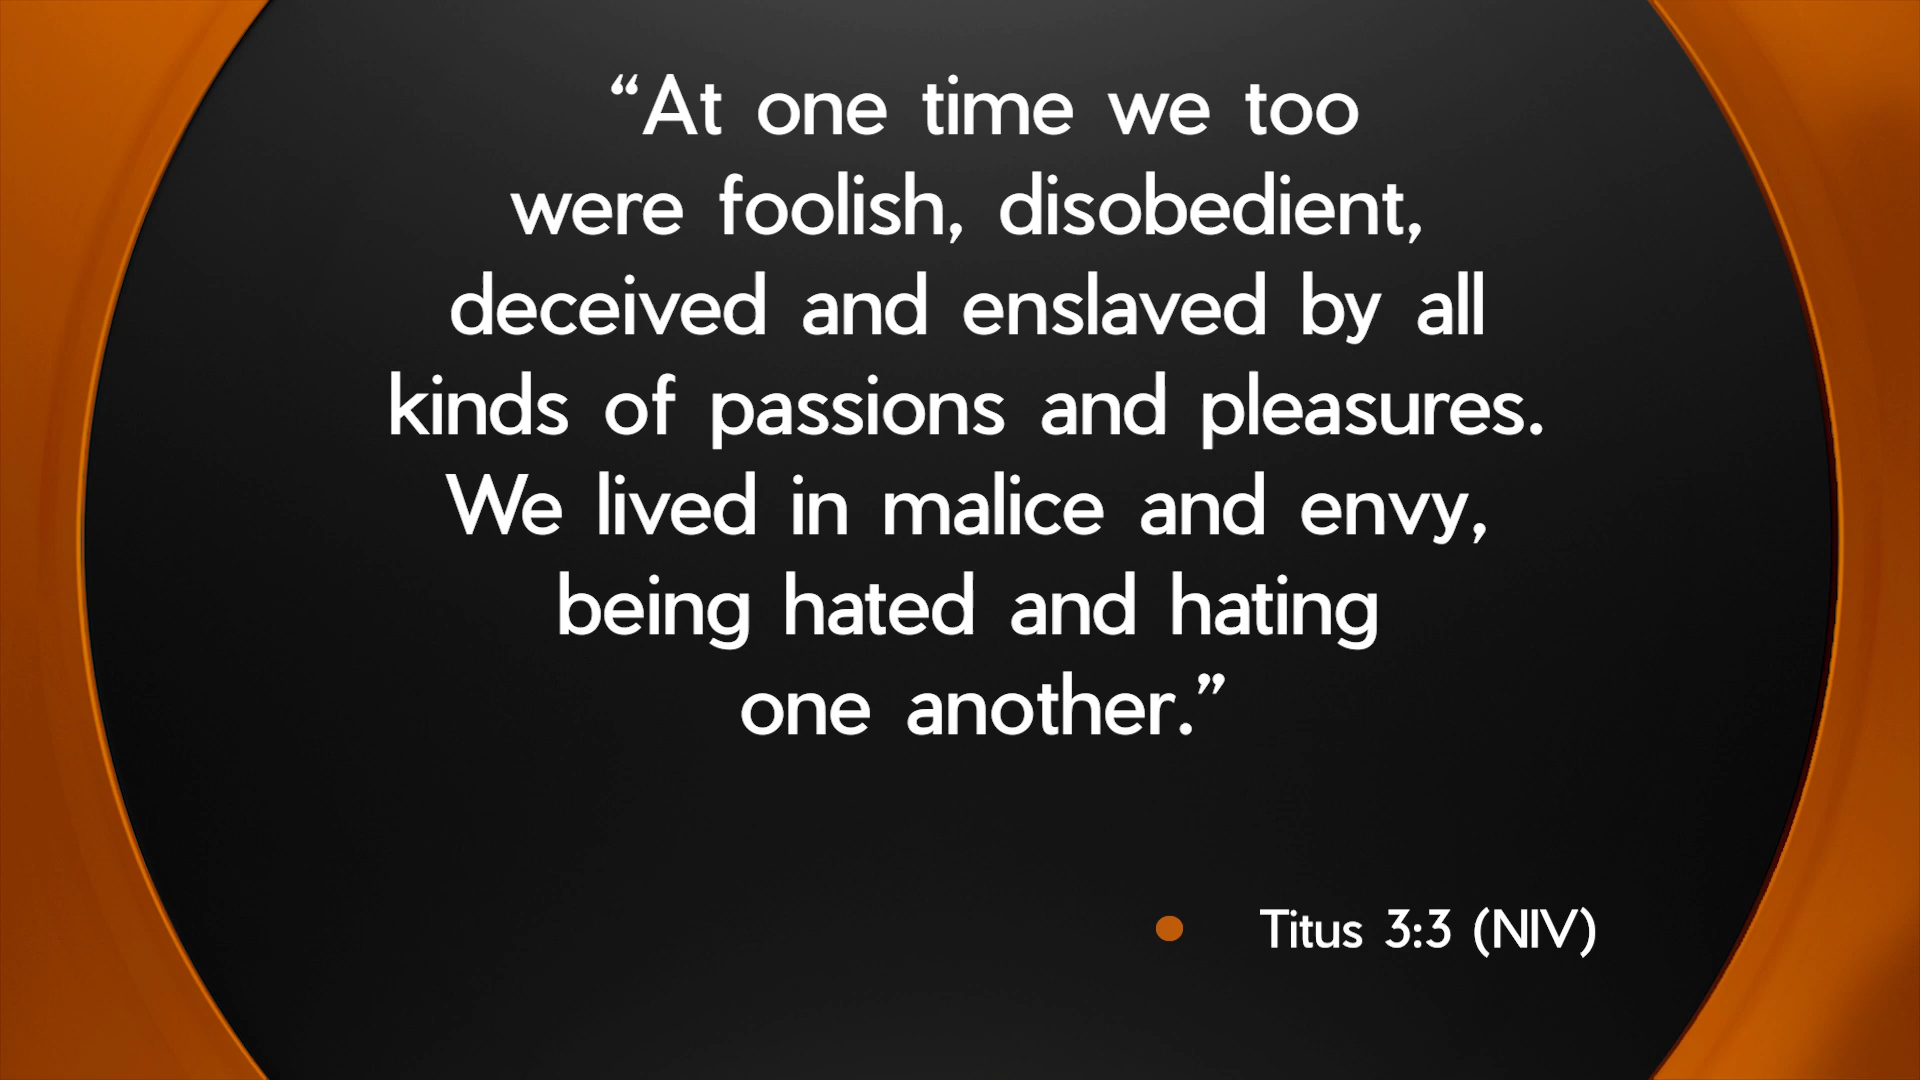 “At one time we too
were foolish, disobedient,
deceived and enslaved by all
kinds of passions and pleasures.
We lived in malice and envy,
being hated and hating
one another.”
Titus 3:3 (NIV)